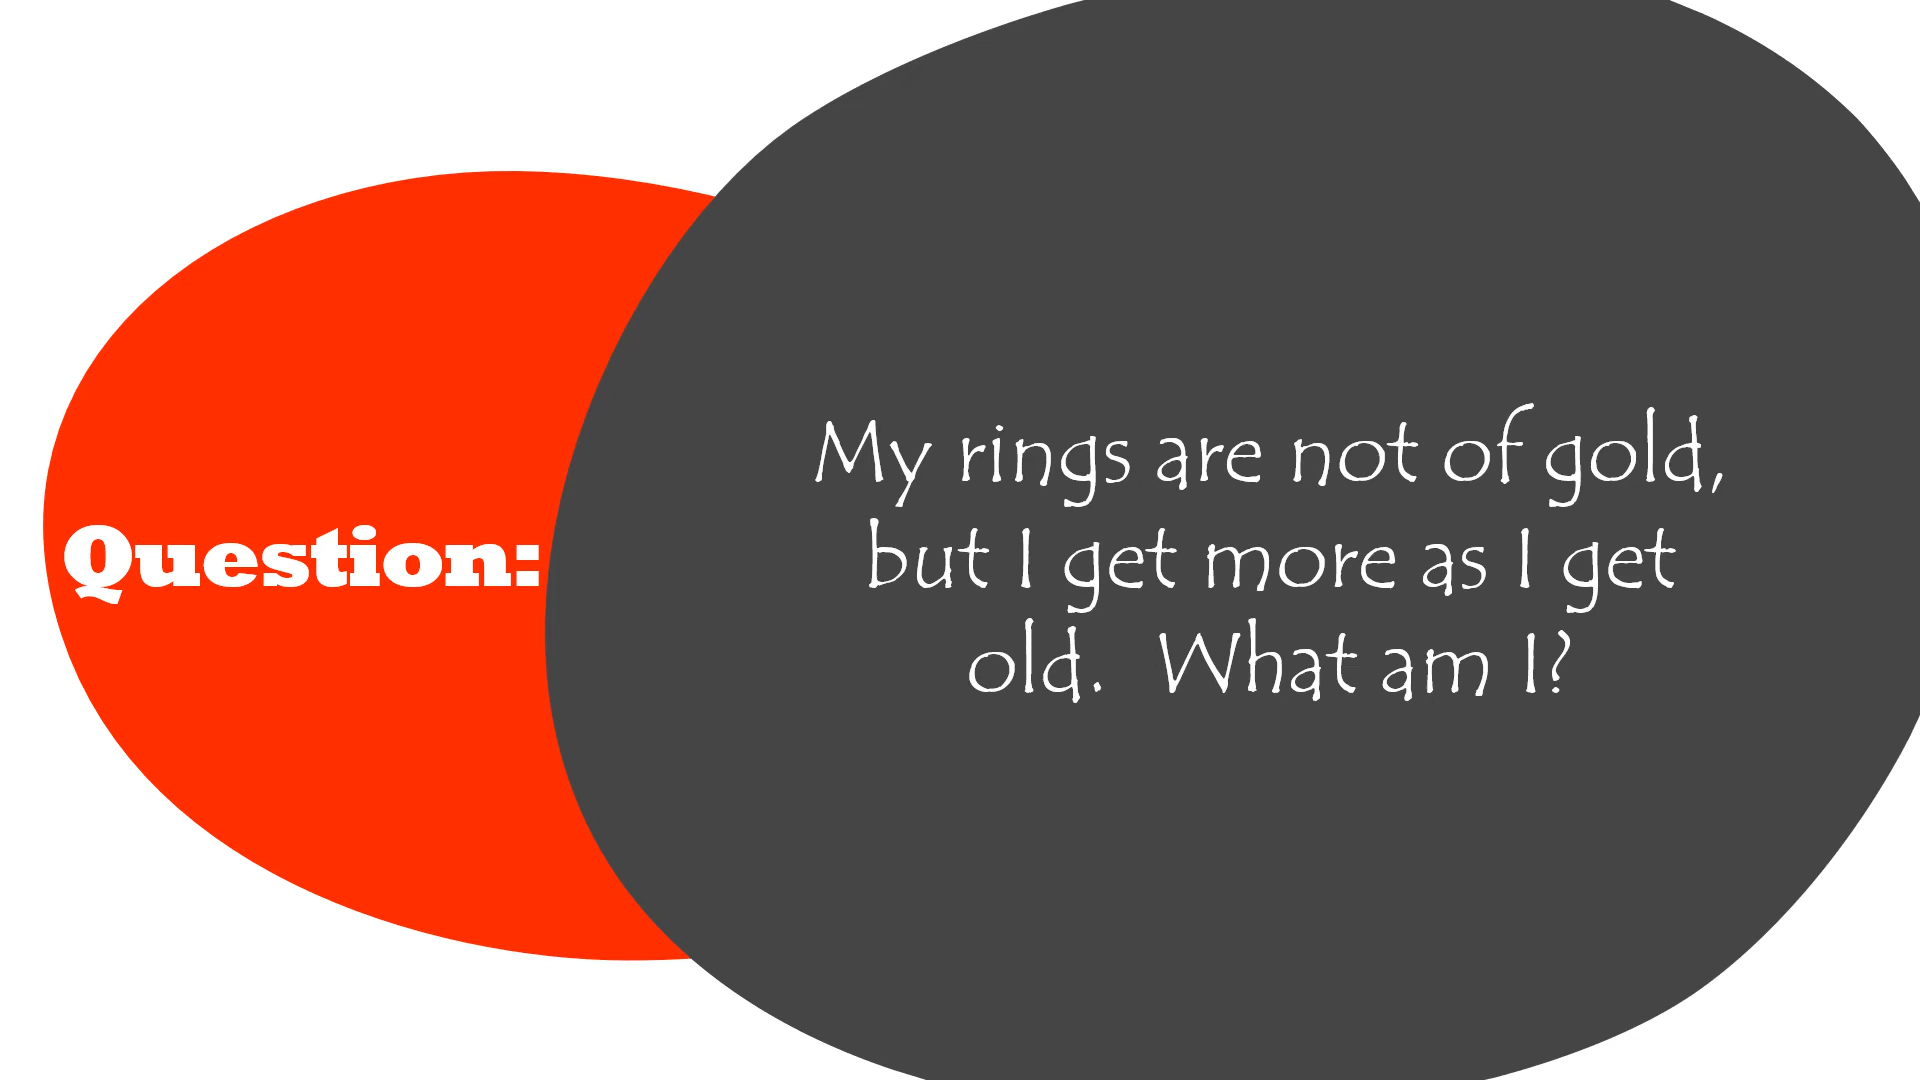 Question:
My rings are not of gold,
but I get more as I get
old.  What am I?